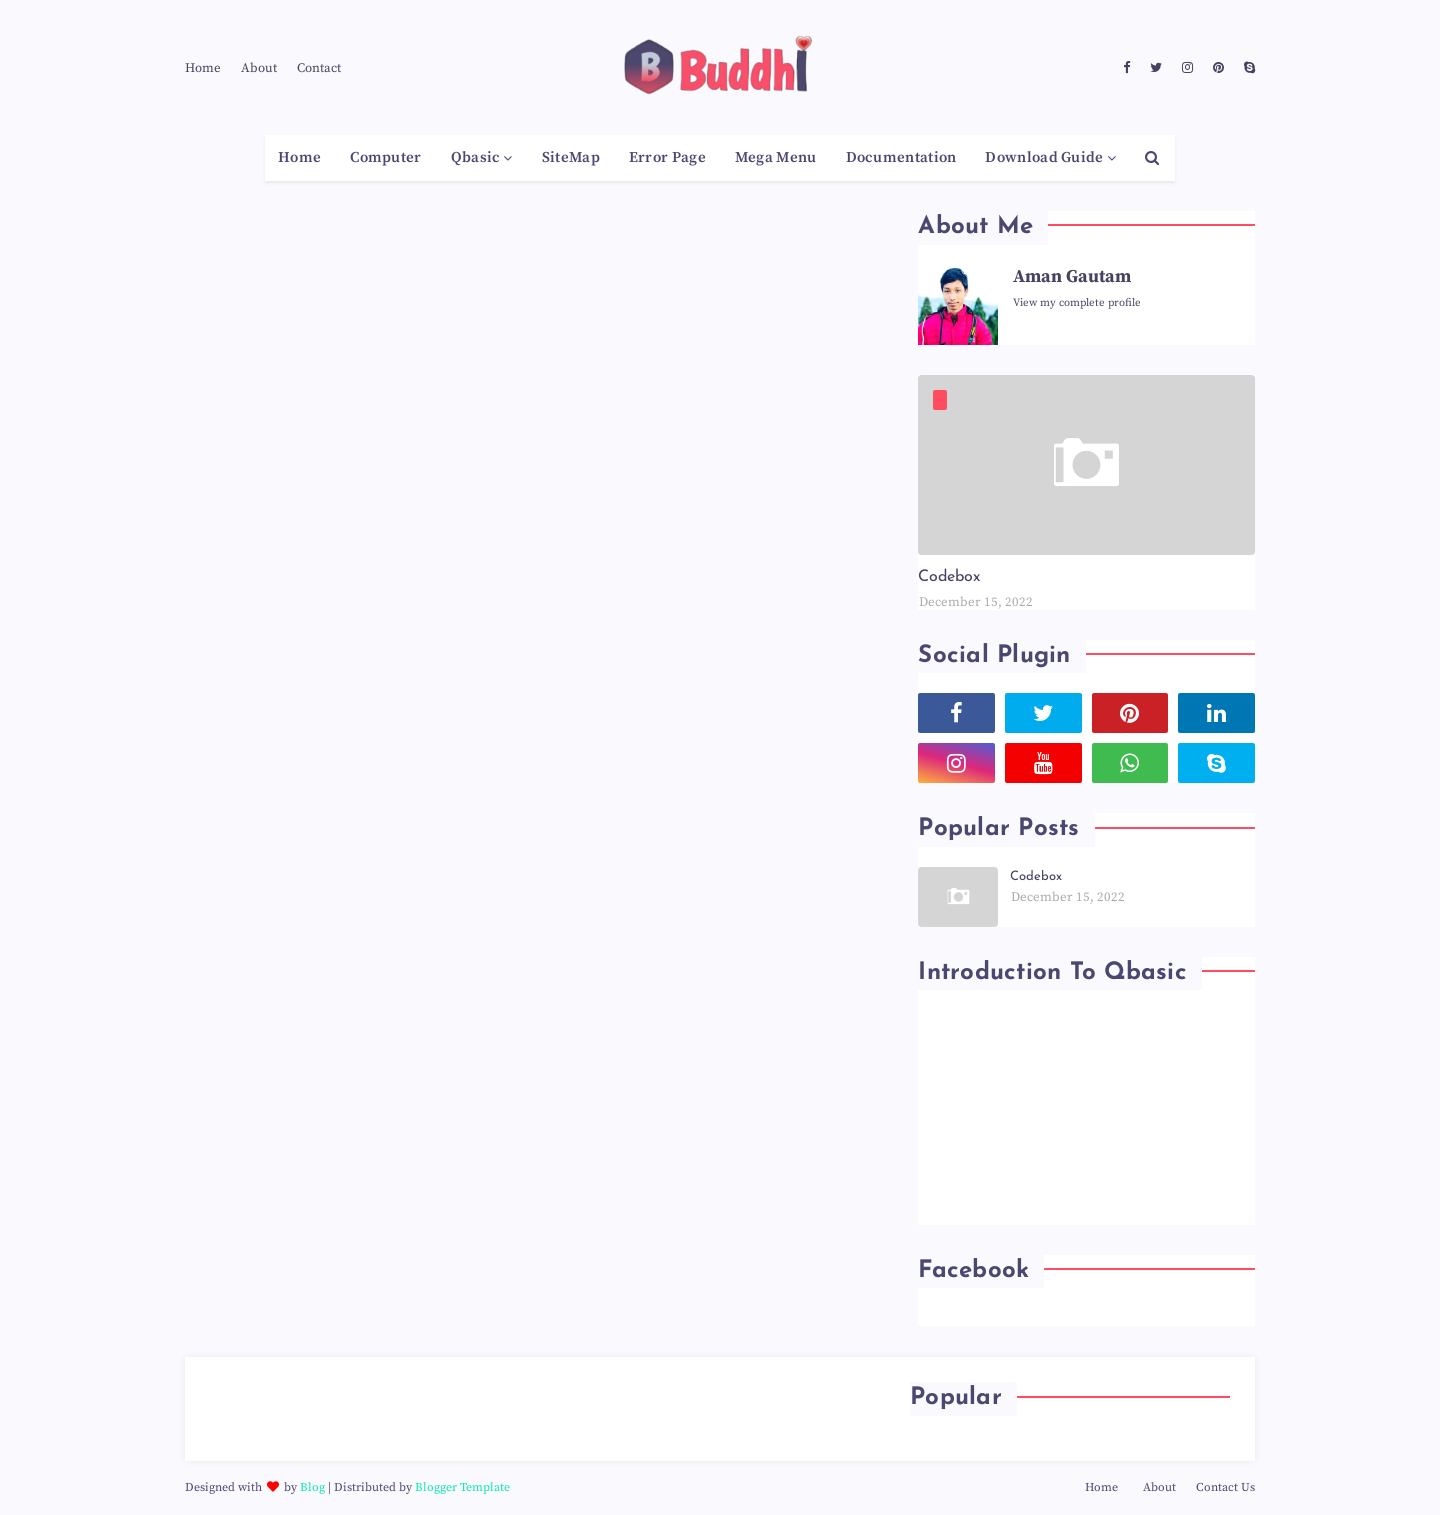 Home About Contact
B Buddhi
Home Computer Qbasic SiteMap Error Page Mega Menu Documentation Download Guide
About Me
Aman Gautam
View my complete profile
Codebox
December 15, 2022
Social Plugin
You
Tube
Popular Posts
Codebox
December 15, 2022
Introduction To Qbasic
Facebook
Popular
Designed with by Blog | Distributed by Blogger Template
Home About Contact Us